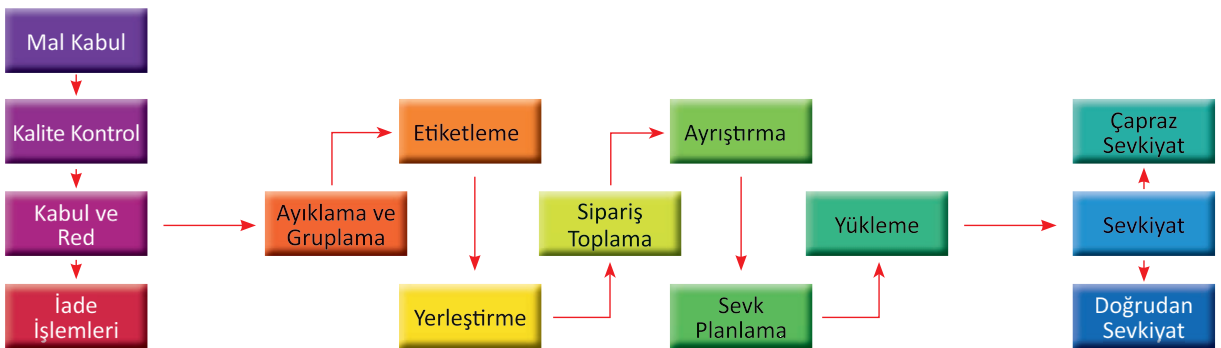 Mal Kabul
Kalite Kontrol
Kabul ve
Red
İade
İşlemleri
Ayıklama ve
Gruplama
Etiketleme
Yerleştirme
Sipariş
Toplama
Ayrıştırma
Sevk
Planlama
Yükleme
Çapraz
Sevkiyat
Sevkiyat
Doğrudan
Sevkiyat